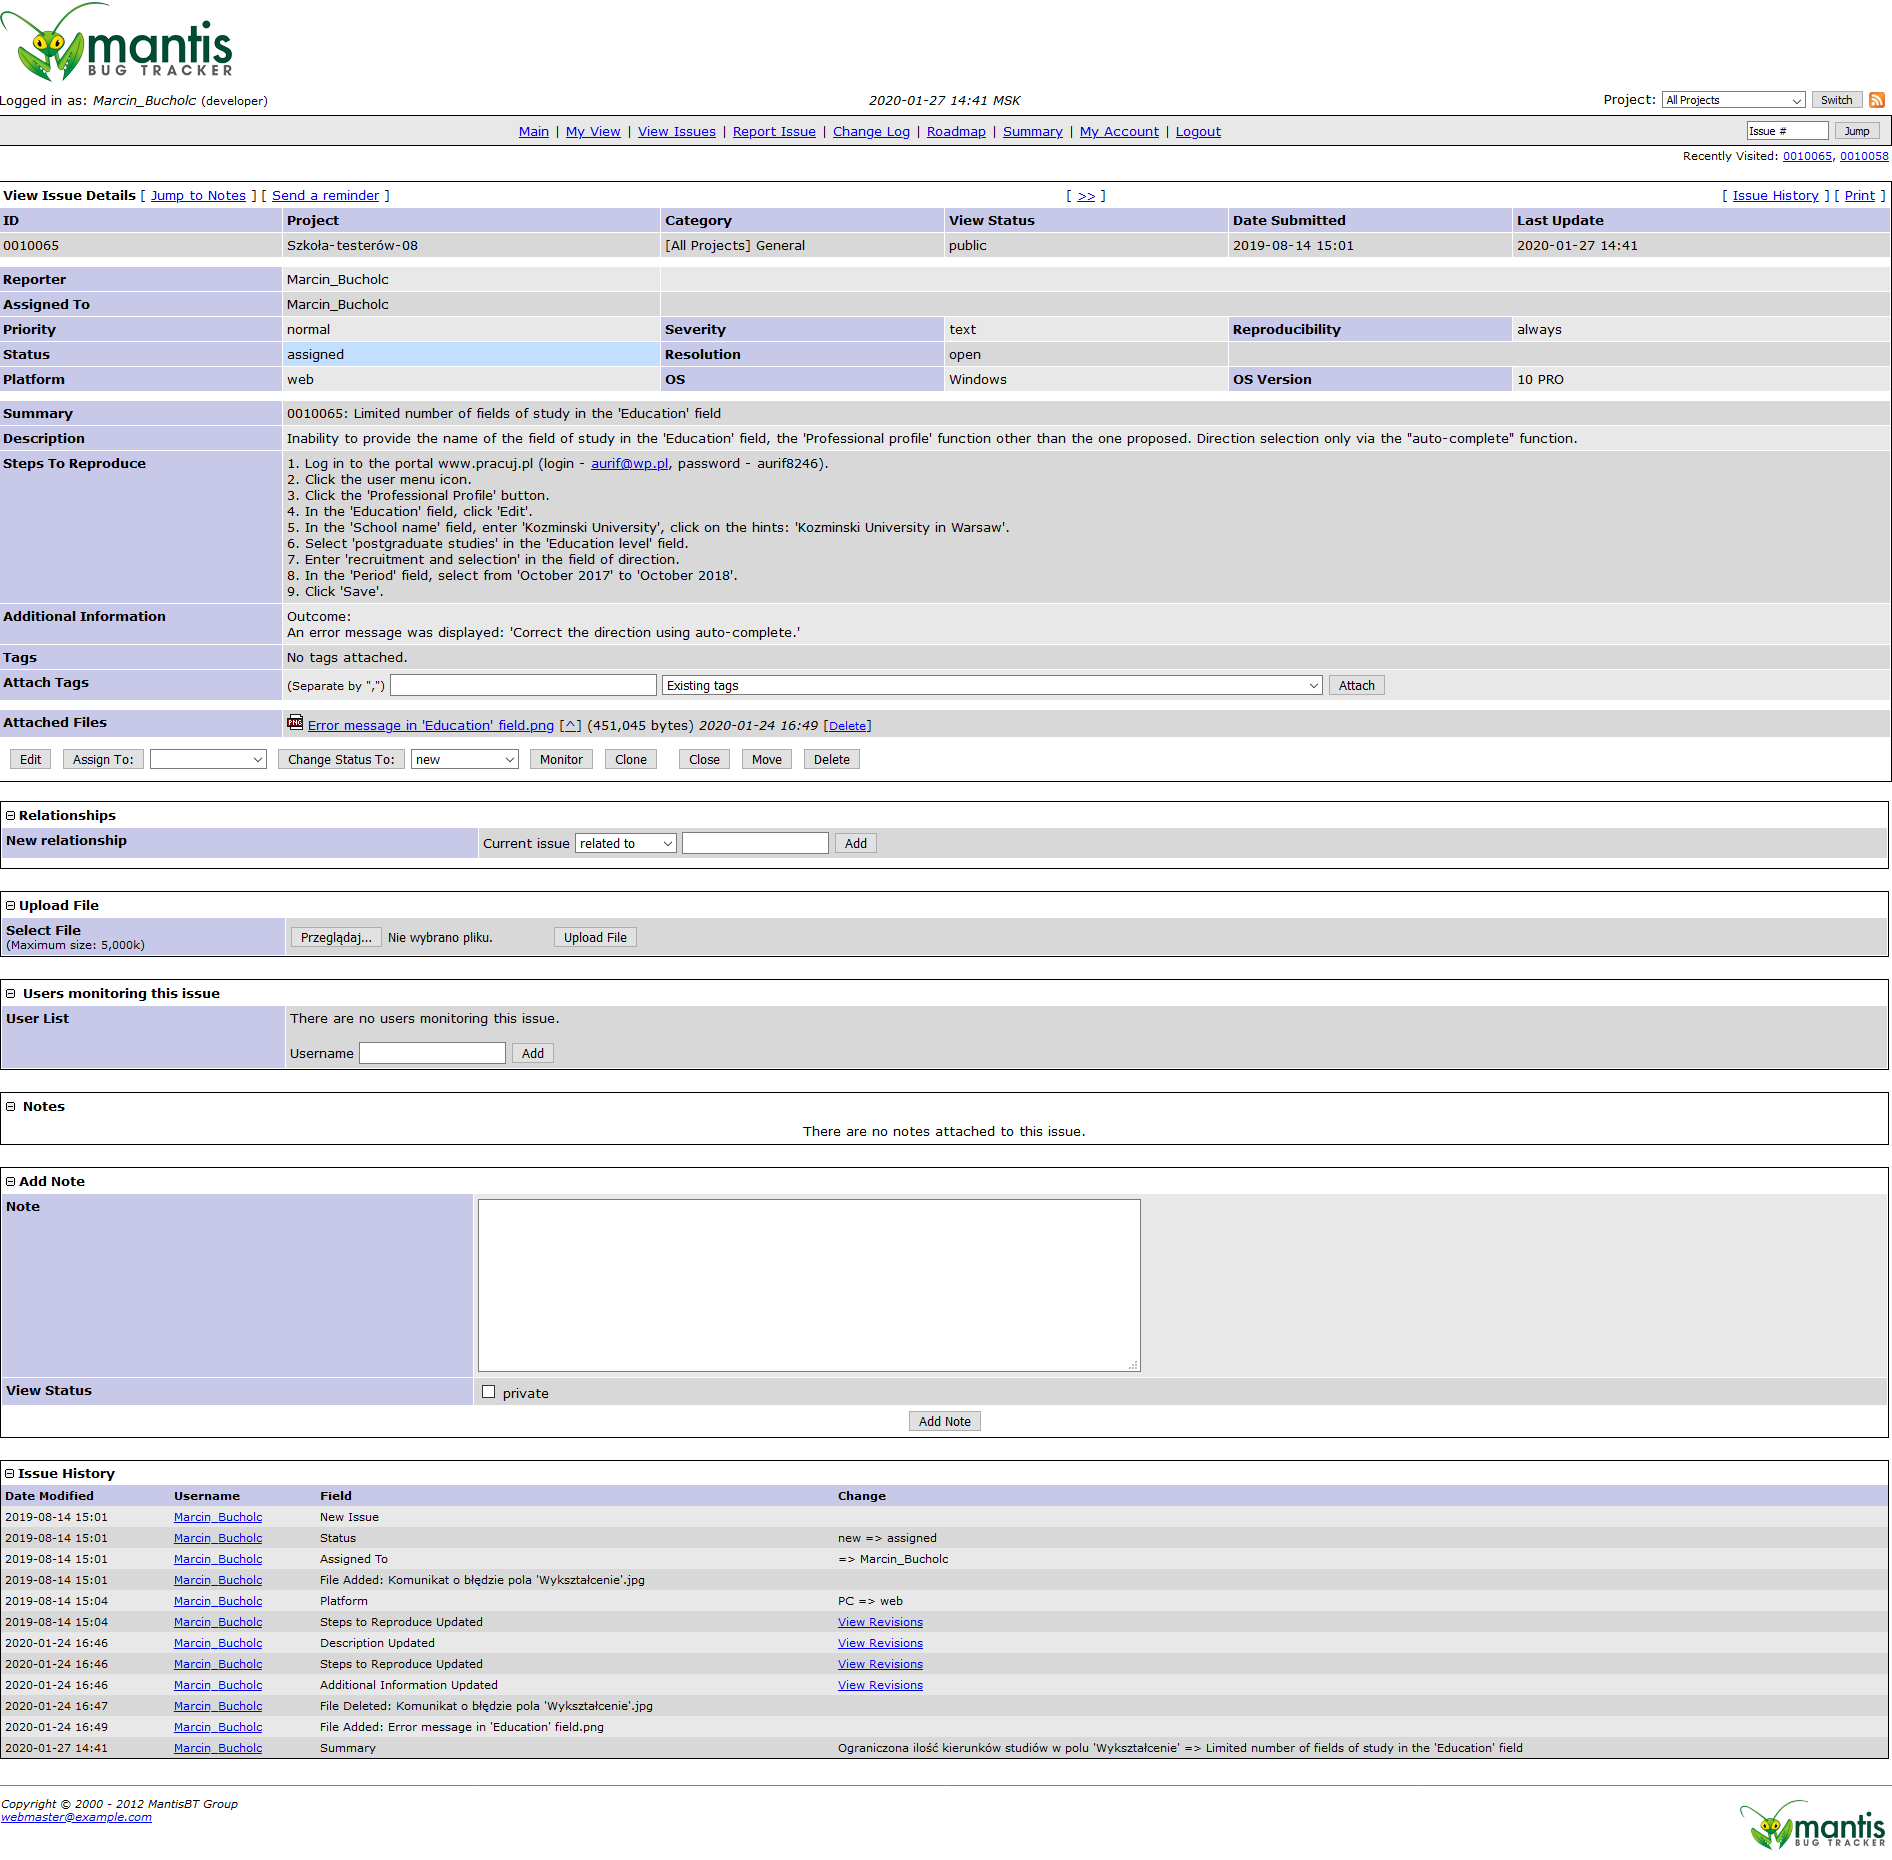 mantis
BUG TRACKER
Logged in as: Marcin_Bucholc (developer) 2020-01-27 14:41 MSK Project: All Projects Switch
Main | My View | View Issues | Report Issue | Change Log | Roadmap | Summary | My Account | Logout Issue # Jump
Recently Visited: 0010065, 0010058
View Issue Details [ Jump to Notes ] [ Send a reminder ] [ >> ] [ Issue History ] [ Print ]
ID Project Category View Status Date Submitted Last Update
0010065 Szkoła-testerów-08 [All Projects] General public 2019-08-14 15:01 2020-01-27 14:41
Reporter Marcin_Bucholc
Assigned To Marcin_Bucholc
Priority normal Severity text Reproducibility always
Status assigned Resolution open
Platform web OS Windows OS Version 10 PRO
Summary 0010065: Limited number of fields of study in the 'Education' field
Description Inability to provide the name of the field of study in the 'Education' field, the 'Professional profile' function other than the one proposed. Direction selection only via the "auto-complete" function.
Steps To Reproduce 1. Log in to the portal www.pracuj.pl (login - aurif@wp.pl, password - aurif8246).
2. Click the user menu icon.
3. Click the 'Professional Profile' button.
4. In the 'Education' field, click 'Edit'.
5. In the 'School name' field, enter 'Kozminski University', click on the hints: 'Kozminski University in Warsaw'.
6. Select 'postgraduate studies' in the 'Education level' field.
7. Enter 'recruitment and selection' in the field of direction.
8. In the 'Period' field, select from 'October 2017' to 'October 2018'.
9. Click 'Save'.
Additional Information Outcome:
An error message was displayed: 'Correct the direction using auto-complete.'
Tags No tags attached.
Attach Tags (Separate by ",") Existing tags Attach
Attached Files PNG Error message in 'Education' field.png [^] (451,045 bytes) 2020-01-24 16:49 [Delete]
Edit Assign To: Change Status To: new Monitor Clone Close Move Delete
Relationships
New relationship Current issue related to Add
Upload File
Select File
(Maximum size: 5,000k) Przeglądaj... Nie wybrano pliku. Upload File
Users monitoring this issue
User List There are no users monitoring this issue.
Username Add
Notes
There are no notes attached to this issue.
Add Note
Note
View Status private
Add Note
Issue History
Date Modified Username Field Change
2019-08-14 15:01 Marcin_Bucholc New Issue
2019-08-14 15:01 Marcin_Bucholc Status new => assigned
2019-08-14 15:01 Marcin_Bucholc Assigned To => Marcin_Bucholc
2019-08-14 15:01 Marcin_Bucholc File Added: Komunikat o błędzie pola 'Wykształcenie'.jpg
2019-08-14 15:04 Marcin_Bucholc Platform PC => web
2019-08-14 15:04 Marcin_Bucholc Steps to Reproduce Updated View Revisions
2020-01-24 16:46 Marcin_Bucholc Description Updated View Revisions
2020-01-24 16:46 Marcin_Bucholc Steps to Reproduce Updated View Revisions
2020-01-24 16:46 Marcin_Bucholc Additional Information Updated View Revisions
2020-01-24 16:47 Marcin_Bucholc File Deleted: Komunikat o błędzie pola 'Wykształcenie'.jpg
2020-01-24 16:49 Marcin_Bucholc File Added: Error message in 'Education' field.png
2020-01-27 14:41 Marcin_Bucholc Summary Ograniczona ilość kierunków studiów w polu 'Wykształcenie' => Limited number of fields of study in the 'Education' field
Copyright © 2000 - 2012 MantisBT Group
webmaster@example.com
mantis
BUG TRACKER